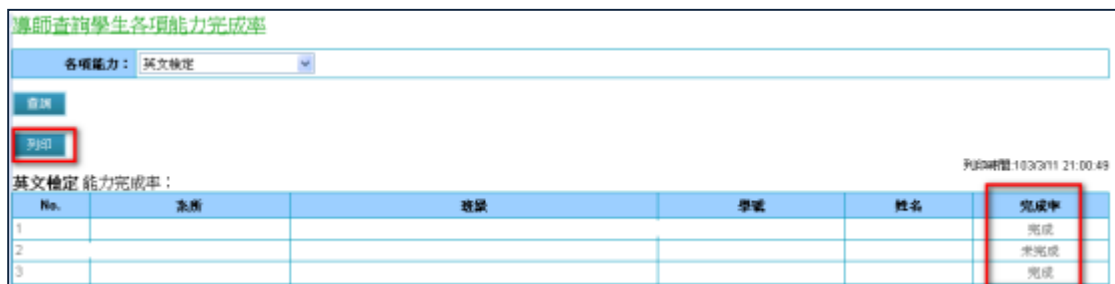 導師查詢學生各項能力完成率
各項能力： 英文檢定
查詢
列印
列印時間:103/3/11 21:00:49
英文檢定 能力完成率：
No. 系所 班級 學號 姓名 完成率
1 完成
2 未完成
3 完成